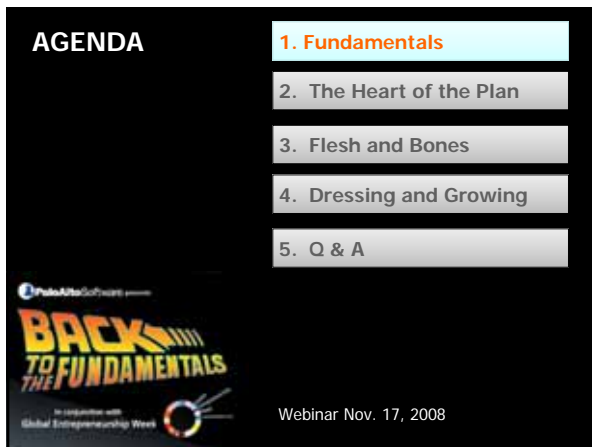 AGENDA
1. Fundamentals
2. The Heart of the Plan
3. Flesh and Bones
4. Dressing and Growing
5. Q & A
PaloAltoSoftware presents
BACK
TO THE FUNDAMENTALS
In conjunction with
Global Entrepreneurship Week
Webinar Nov. 17, 2008